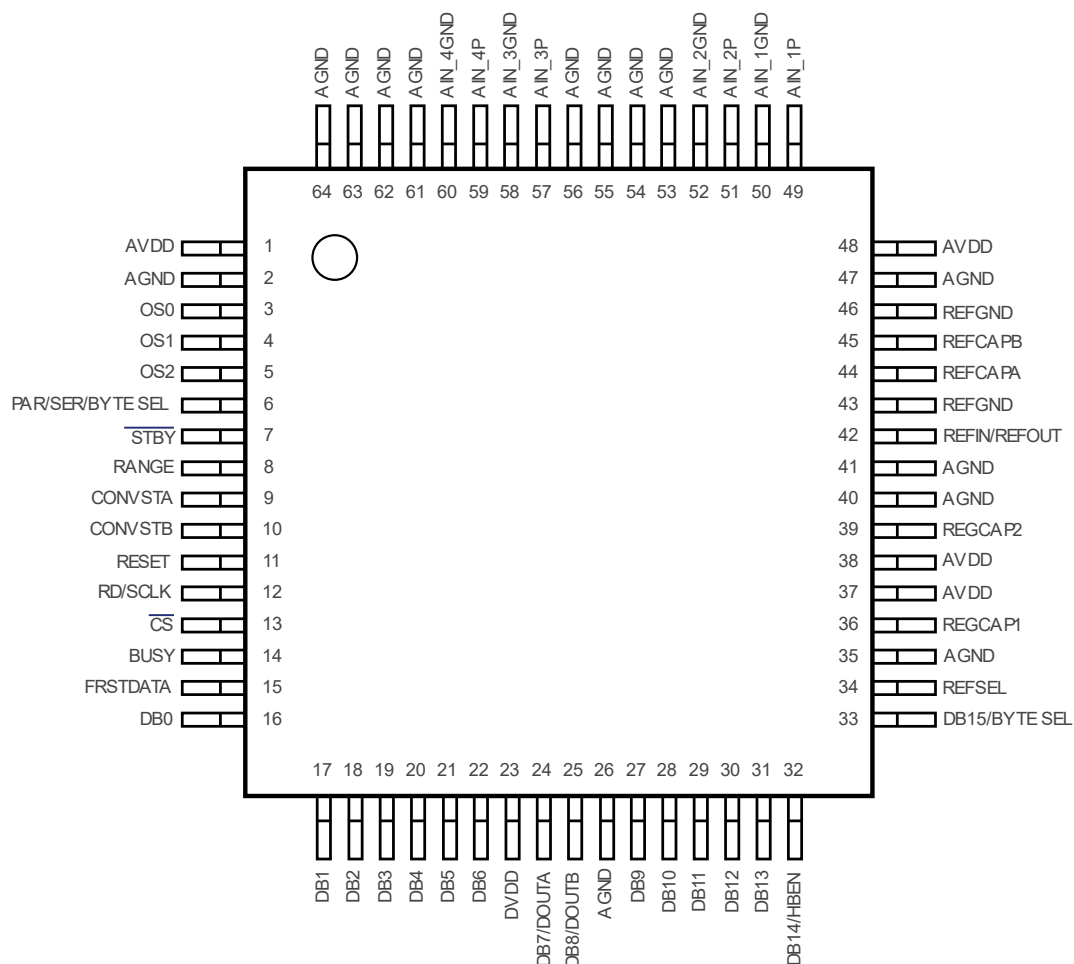 AGND
AGND
AGND
AGND
AIN_4GND
AIN_4P
AIN_3GND
AIN_3P
AGND
AGND
AGND
AGND
AIN_2GND
AIN_2P
AIN_1GND
AIN_1P
64 63 62 61 60 59 58 57 56 55 54 53 52 51 50 49
AVDD 1 48 AVDD
AGND 2 47 AGND
OS0 3 46 REFGND
OS1 4 45 REFCAPB
OS2 5 44 REFCAPA
PAR/SER/BYTE SEL 6 43 REFGND
STBY 7 42 REFIN/REFOUT
RANGE 8 41 AGND
CONVSTA 9 40 AGND
CONVSTB 10 39 REGCAP2
RESET 11 38 AVDD
RD/SCLK 12 37 AVDD
CS 13 36 REGCAP1
BUSY 14 35 AGND
FRSTDATA 15 34 REFSEL
DB0 16 33 DB15/BYTE SEL
17 18 19 20 21 22 23 24 25 26 27 28 29 30 31 32
DB1
DB2
DB3
DB4
DB5
DB6
DVDD
DB7/DOUTA
DB8/DOUTB
AGND
DB9
DB10
DB11
DB12
DB13
DB14/HBEN